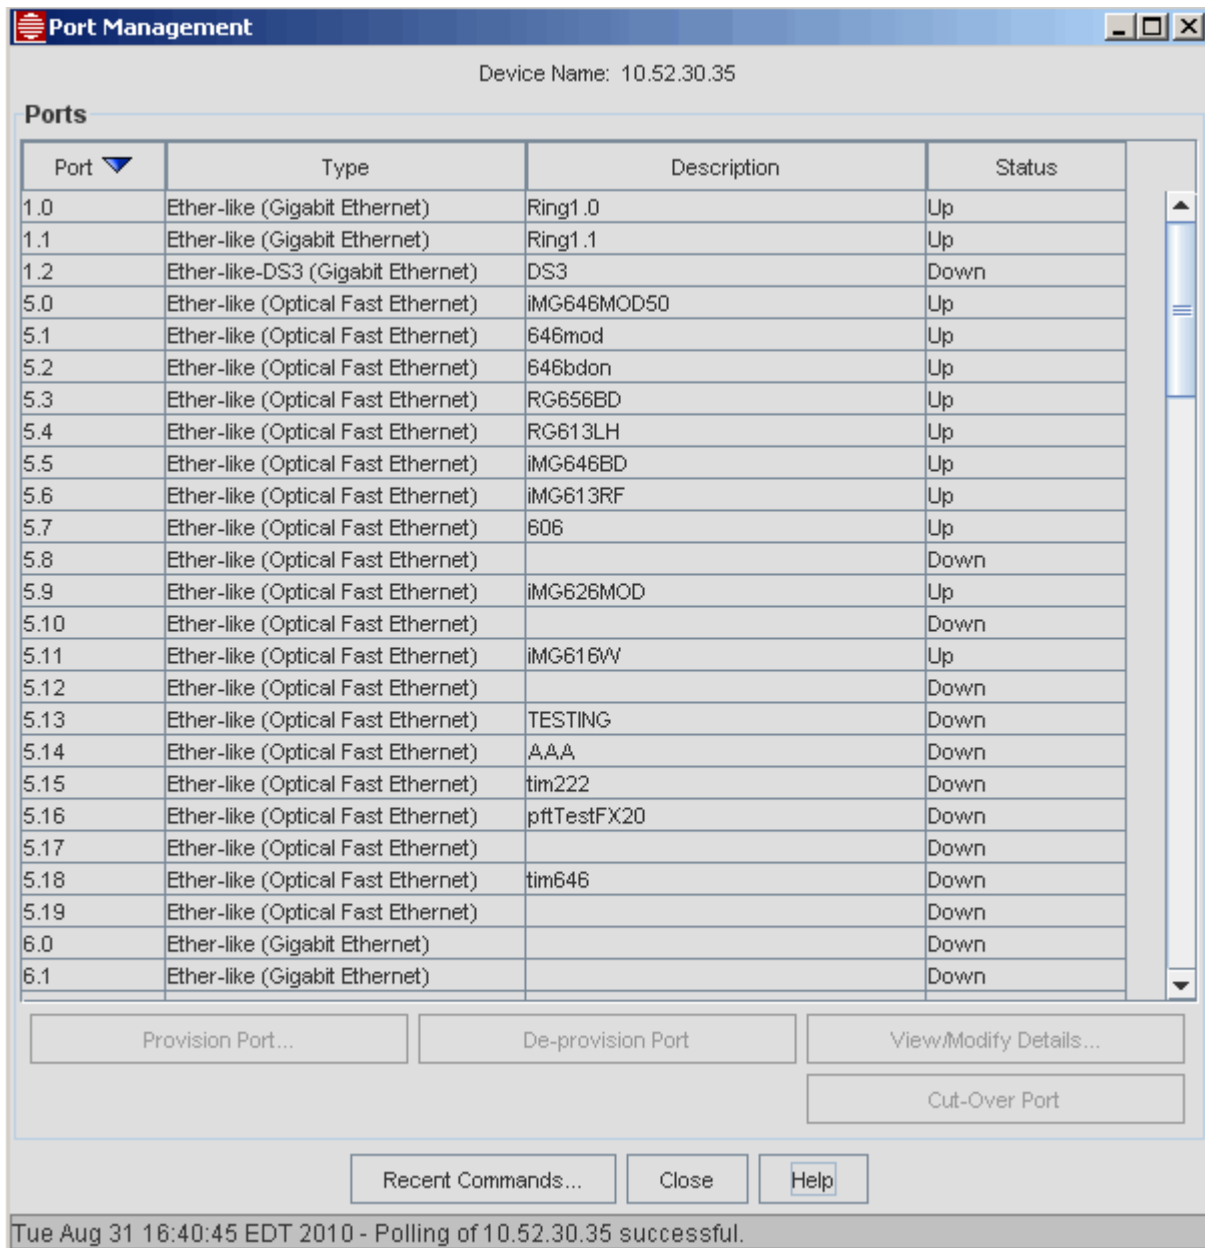 Port Management
Device Name: 10.52.30.35
Ports
Port Type Description Status
1.0 Ether-like (Gigabit Ethernet) Ring1.0 Up
1.1 Ether-like (Gigabit Ethernet) Ring1.1 Up
1.2 Ether-like-DS3 (Gigabit Ethernet) DS3 Down
5.0 Ether-like (Optical Fast Ethernet) iMG646MOD50 Up
5.1 Ether-like (Optical Fast Ethernet) 646mod Up
5.2 Ether-like (Optical Fast Ethernet) 646bdon Up
5.3 Ether-like (Optical Fast Ethernet) RG656BD Up
5.4 Ether-like (Optical Fast Ethernet) RG613LH Up
5.5 Ether-like (Optical Fast Ethernet) iMG646BD Up
5.6 Ether-like (Optical Fast Ethernet) iMG613RF Up
5.7 Ether-like (Optical Fast Ethernet) 606 Up
5.8 Ether-like (Optical Fast Ethernet) Down
5.9 Ether-like (Optical Fast Ethernet) iMG626MOD Up
5.10 Ether-like (Optical Fast Ethernet) Down
5.11 Ether-like (Optical Fast Ethernet) iMG616W Up
5.12 Ether-like (Optical Fast Ethernet) Down
5.13 Ether-like (Optical Fast Ethernet) TESTING Down
5.14 Ether-like (Optical Fast Ethernet) AAA Down
5.15 Ether-like (Optical Fast Ethernet) tim222 Down
5.16 Ether-like (Optical Fast Ethernet) pftTestFX20 Down
5.17 Ether-like (Optical Fast Ethernet) Down
5.18 Ether-like (Optical Fast Ethernet) tim646 Down
5.19 Ether-like (Optical Fast Ethernet) Down
6.0 Ether-like (Gigabit Ethernet) Down
6.1 Ether-like (Gigabit Ethernet) Down
Provision Port... De-provision Port View/Modify Details...
Cut-Over Port
Recent Commands... Close Help
Tue Aug 31 16:40:45 EDT 2010 - Polling of 10.52.30.35 successful.